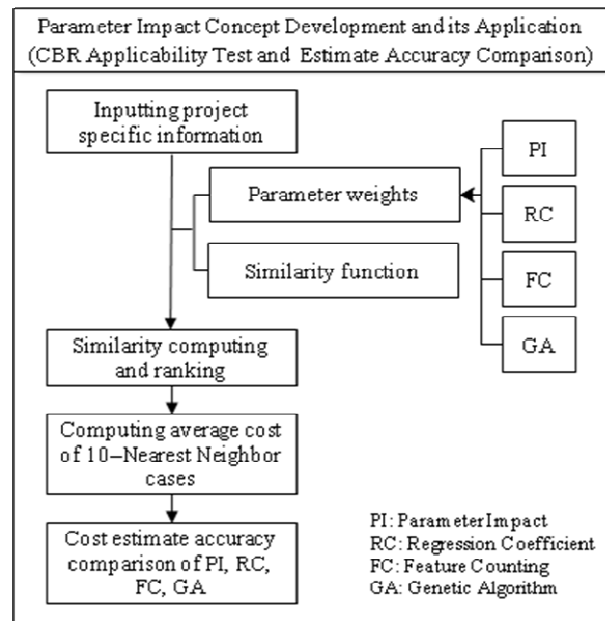 Parameter Impact Concept Development and its Application
(CBR Applicability Test and Estimate Accuracy Comparison)
Inputting project
specific information
Parameter weights
Similarity function
PI
RC
FC
GA
Similarity computing
and ranking
Computing average cost
of 10–Nearest Neighbor
cases
Cost estimate accuracy
comparison of PI, RC,
FC, GA
PI: Parameter Impact
RC: Regression Coefficient
FC: Feature Counting
GA: Genetic Algorithm